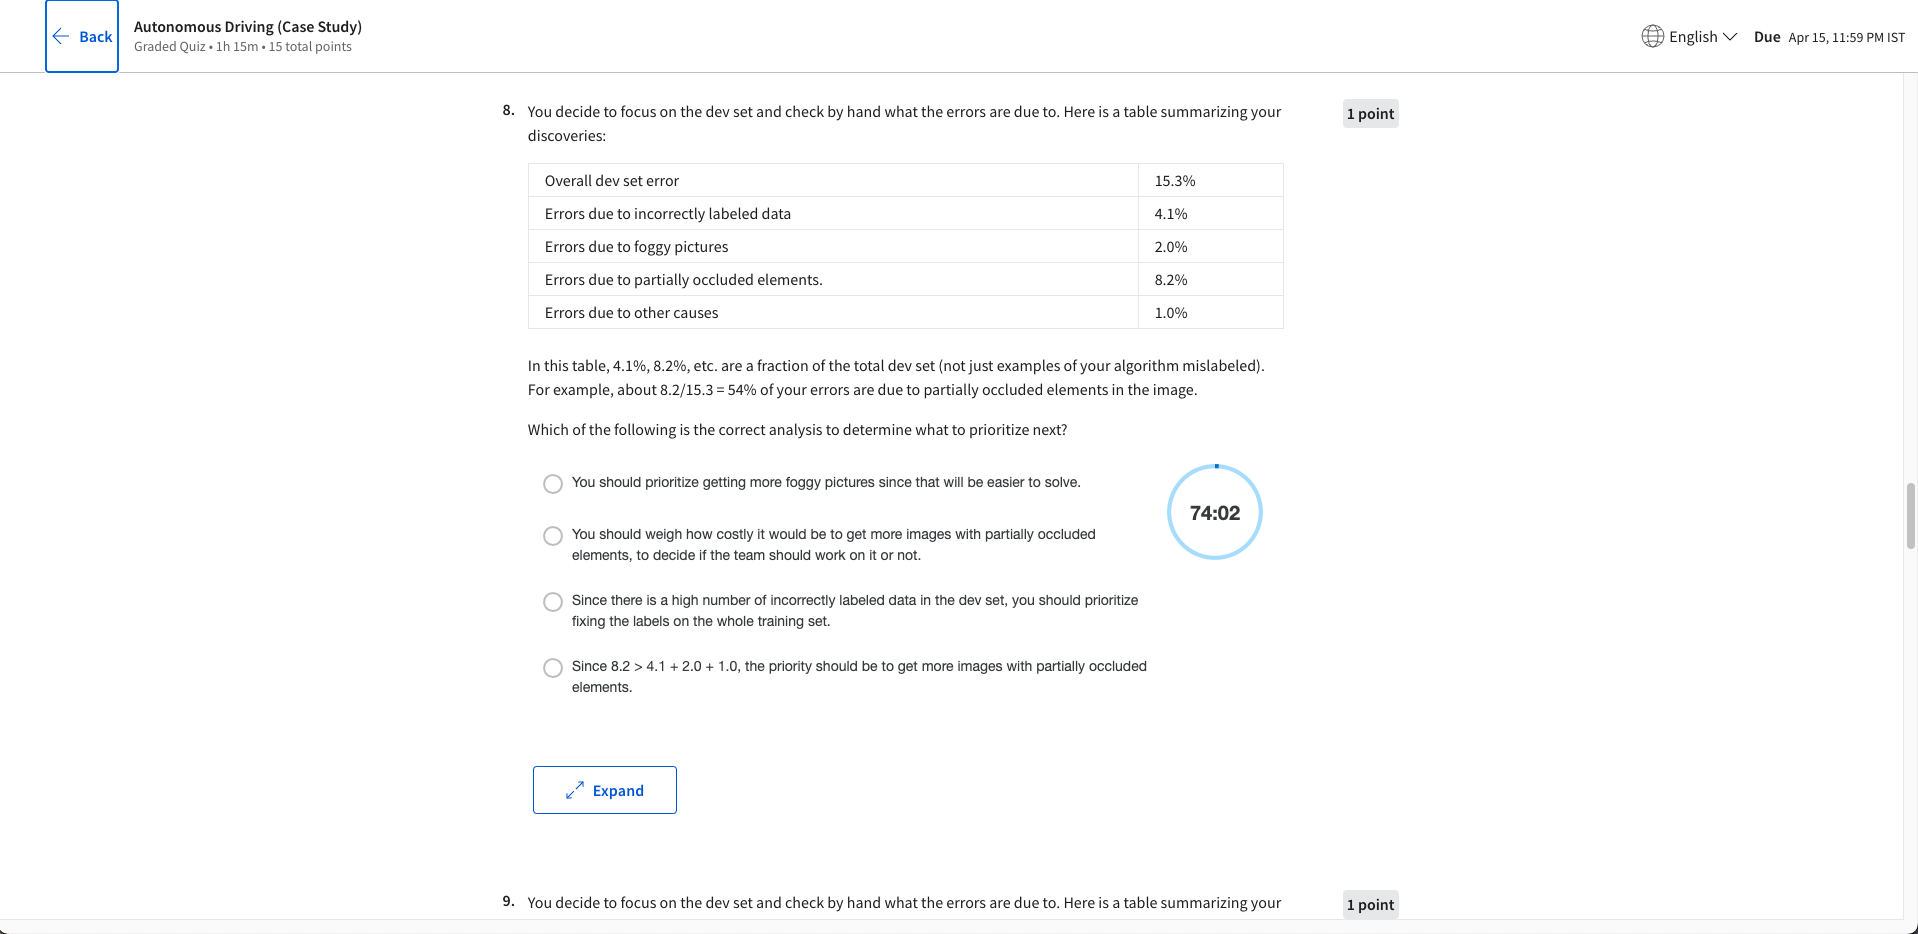 Back
Autonomous Driving (Case Study)
Graded Quiz • 1h 15m • 15 total points
English
Due Apr 15, 11:59 PM IST
8. You decide to focus on the dev set and check by hand what the errors are due to. Here is a table summarizing your
discoveries:
1 point
Overall dev set error 15.3%
Errors due to incorrectly labeled data 4.1%
Errors due to foggy pictures 2.0%
Errors due to partially occluded elements. 8.2%
Errors due to other causes 1.0%
In this table, 4.1%, 8.2%, etc. are a fraction of the total dev set (not just examples of your algorithm mislabeled).
For example, about 8.2/15.3 = 54% of your errors are due to partially occluded elements in the image.
Which of the following is the correct analysis to determine what to prioritize next?
You should prioritize getting more foggy pictures since that will be easier to solve.
You should weigh how costly it would be to get more images with partially occluded
elements, to decide if the team should work on it or not.
74:02
Since there is a high number of incorrectly labeled data in the dev set, you should prioritize
fixing the labels on the whole training set.
Since 8.2 > 4.1 + 2.0 + 1.0, the priority should be to get more images with partially occluded
elements.
Expand
9. You decide to focus on the dev set and check by hand what the errors are due to. Here is a table summarizing your
1 point